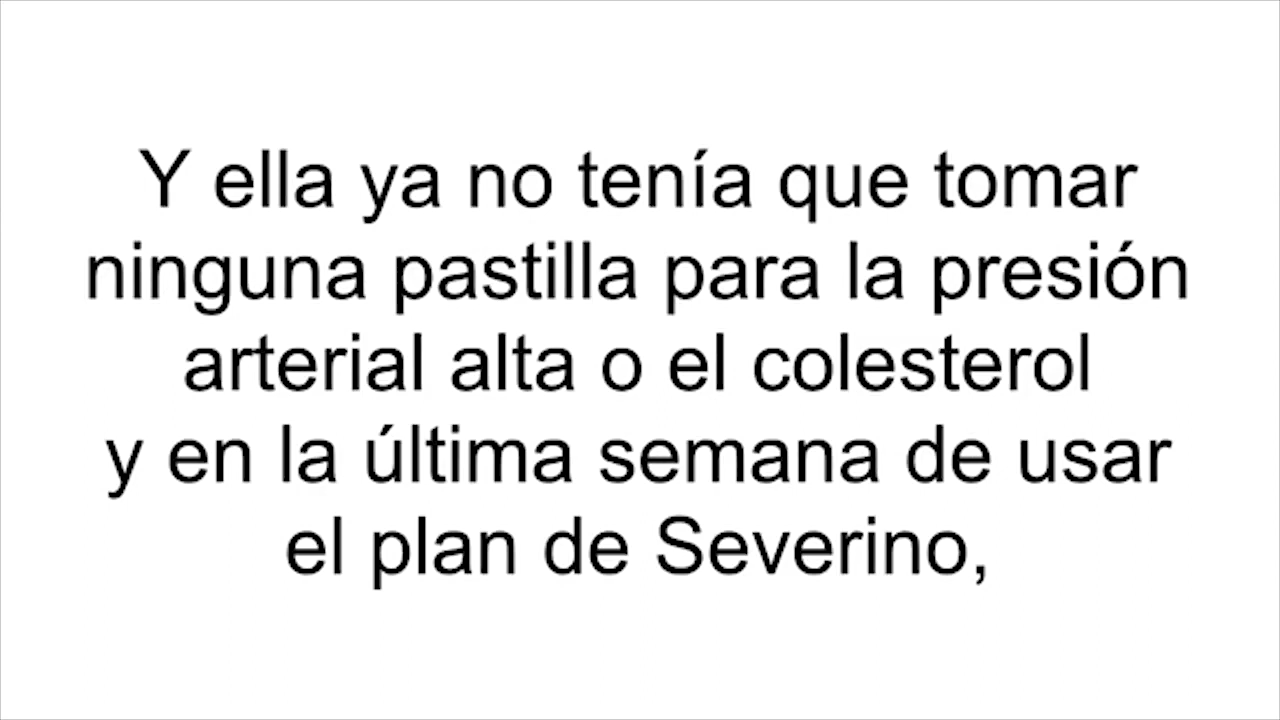 Y ella ya no tenía que tomar
ninguna pastilla para la presión
arterial alta o el colesterol
y en la última semana de usar
el plan de Severino,